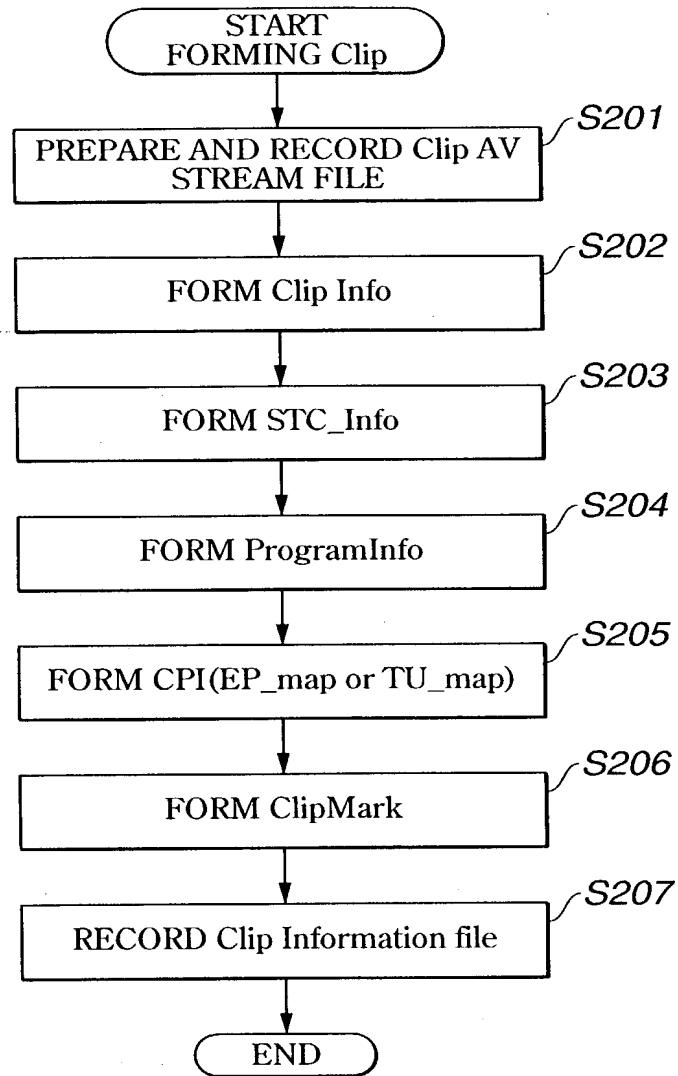 START
FORMING Clip
S201
PREPARE AND RECORD Clip AV
STREAM FILE
S202
FORM Clip Info
S203
FORM STC_Info
S204
FORM ProgramInfo
S205
FORM CPI(EP_map or TU_map)
S206
FORM ClipMark
S207
RECORD Clip Information file
END